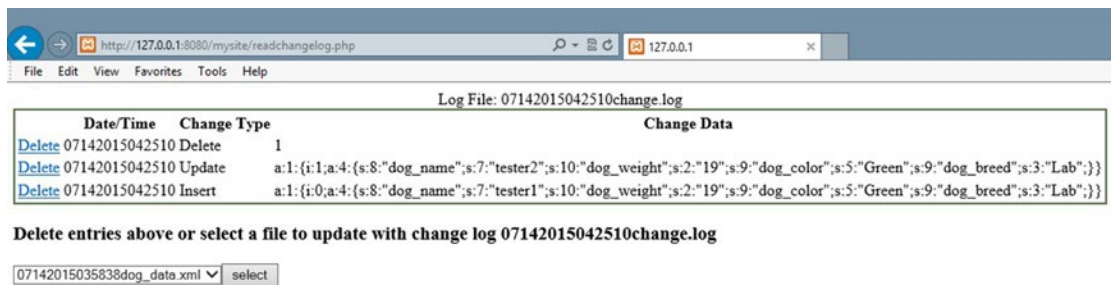 http://127.0.0.1:8080/mysite/readchangelog.php 127.0.0.1
File Edit View Favorites Tools Help
Log File: 07142015042510change.log
Date/Time Change Type Change Data
Delete 07142015042510 Delete 1
Delete 07142015042510 Update a:1:{i:1;a:4:{s:8:"dog_name";s:7:"tester2";s:10:"dog_weight";s:2:"19";s:9:"dog_color";s:5:"Green";s:9:"dog_breed";s:3:"Lab";}}
Delete 07142015042510 Insert a:1:{i:0;a:4:{s:8:"dog_name";s:7:"tester1";s:10:"dog_weight";s:2:"19";s:9:"dog_color";s:5:"Green";s:9:"dog_breed";s:3:"Lab";}}
Delete entries above or select a file to update with change log 07142015042510change.log
07142015035838dog_data.xml select